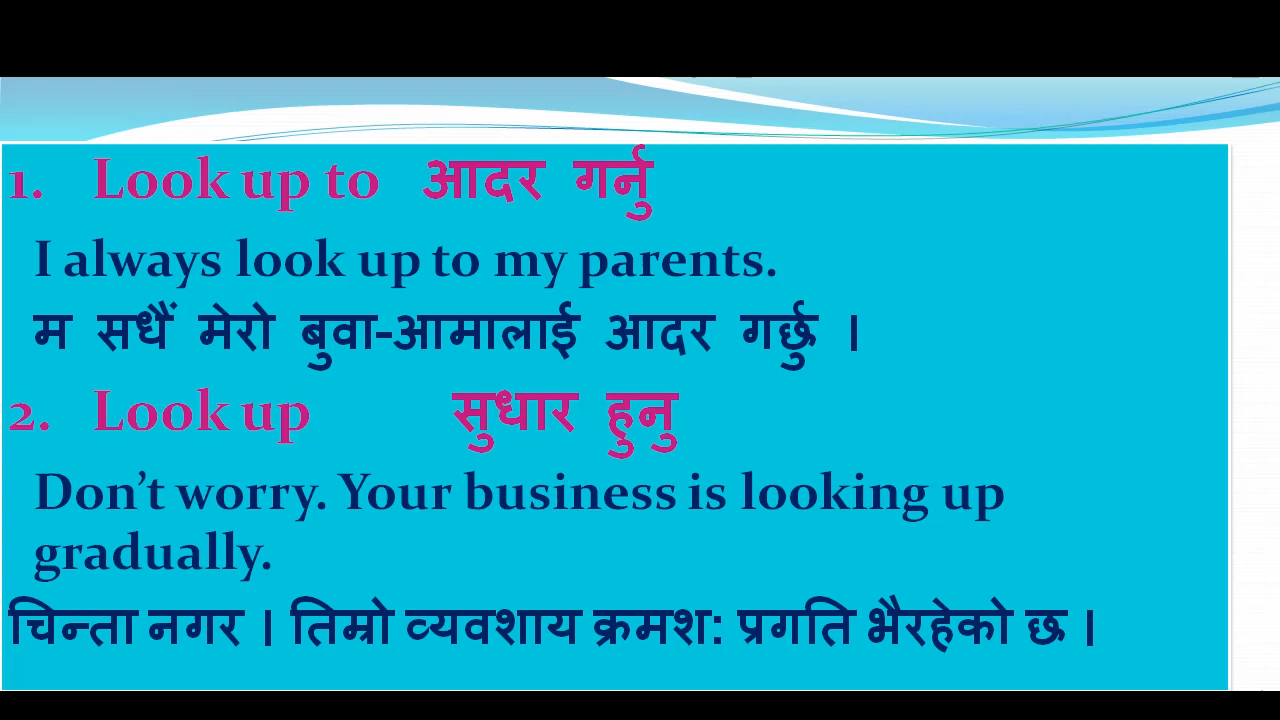 1. Look up to आदर गर्नु
I always look up to my parents.
म सधैं मेरो बुवा-आमालाई आदर गर्छु ।
2. Look up सुधार हुनु
Don’t worry. Your business is looking up
gradually.
चिन्ता नगर । तिम्रो व्यवशाय क्रमश: प्रगति भैरहेको छ ।